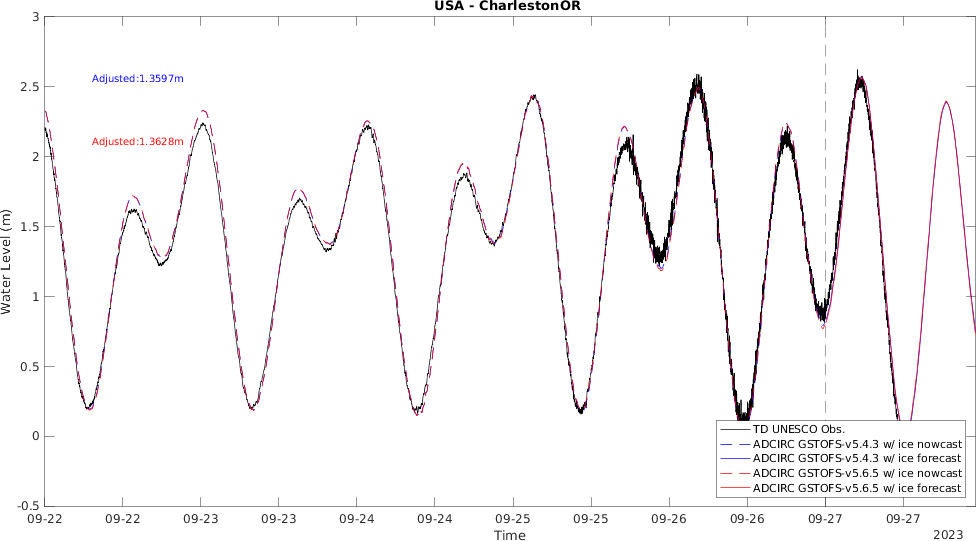 USA - CharlestonOR
3
2.5
2
1.5
1
0.5
0
-0.5
Water Level (m)
Adjusted:1.3597m
Adjusted:1.3628m
TD UNESCO Obs.
ADCIRC GSTOFS-v5.4.3 w/ ice nowcast
ADCIRC GSTOFS-v5.4.3 w/ ice forecast
ADCIRC GSTOFS-v5.6.5 w/ ice nowcast
ADCIRC GSTOFS-v5.6.5 w/ ice forecast
09-22 09-22 09-23 09-23 09-24 09-24 09-25 09-25 09-26 09-26 09-27 09-27
Time
2023